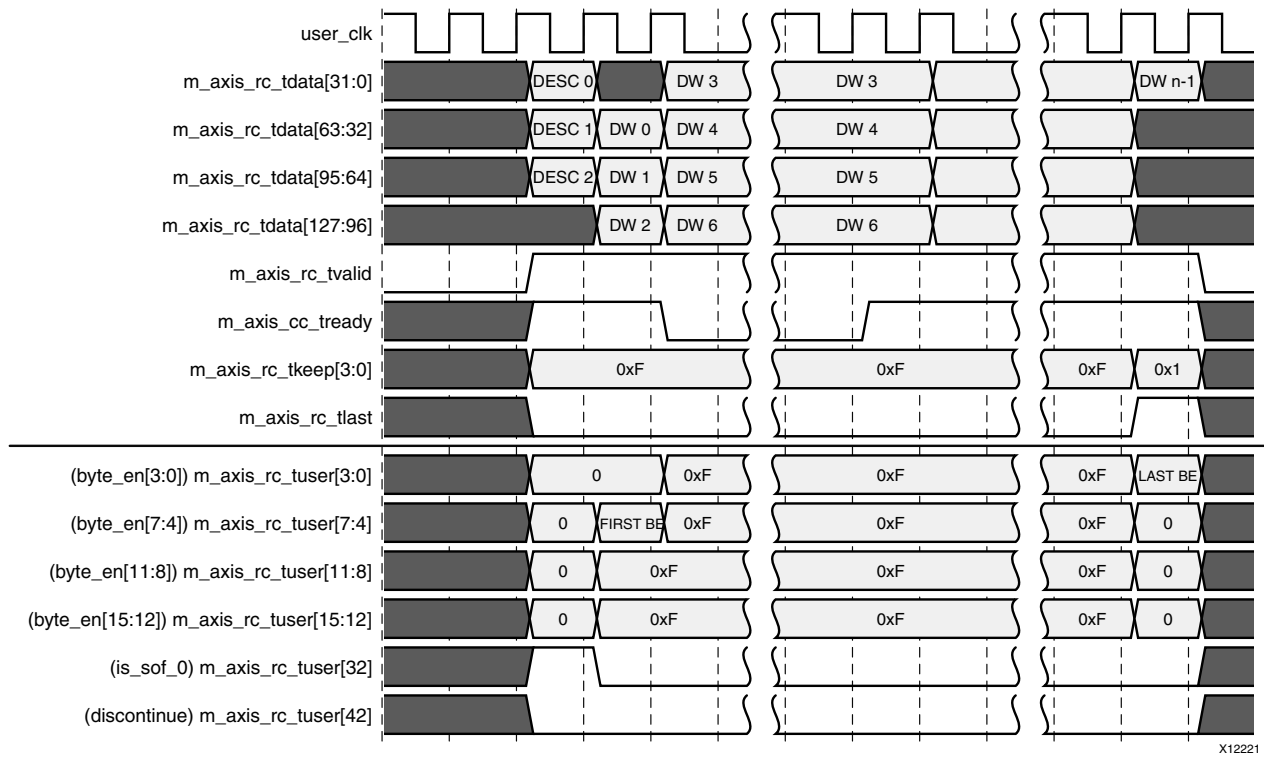 user_clk
m_axis_rc_tdata[31:0] DESC 0 DW 3 DW 3 DW n-1
m_axis_rc_tdata[63:32] DESC 1 DW 0 DW 4 DW 4
m_axis_rc_tdata[95:64] DESC 2 DW 1 DW 5 DW 5
m_axis_rc_tdata[127:96] DW 2 DW 6 DW 6
m_axis_rc_tvalid
m_axis_cc_tready
m_axis_rc_tkeep[3:0] 0xF 0xF 0xF 0x1
m_axis_rc_tlast
(byte_en[3:0]) m_axis_rc_tuser[3:0] 0 0xF 0xF 0xF LAST BE
(byte_en[7:4]) m_axis_rc_tuser[7:4] 0 FIRST BE 0xF 0xF 0xF 0
(byte_en[11:8]) m_axis_rc_tuser[11:8] 0 0xF 0xF 0xF 0
(byte_en[15:12]) m_axis_rc_tuser[15:12] 0 0xF 0xF 0xF 0
(is_sof_0) m_axis_rc_tuser[32]
(discontinue) m_axis_rc_tuser[42]
X12221